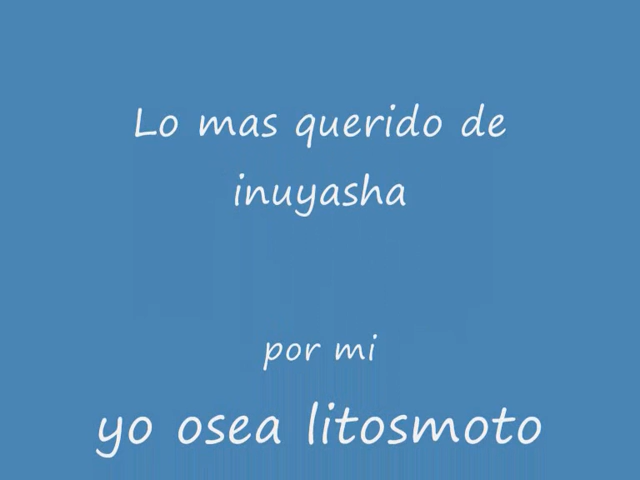 Lo mas querido de
inuyasha
por mi
yo osea litosmoto